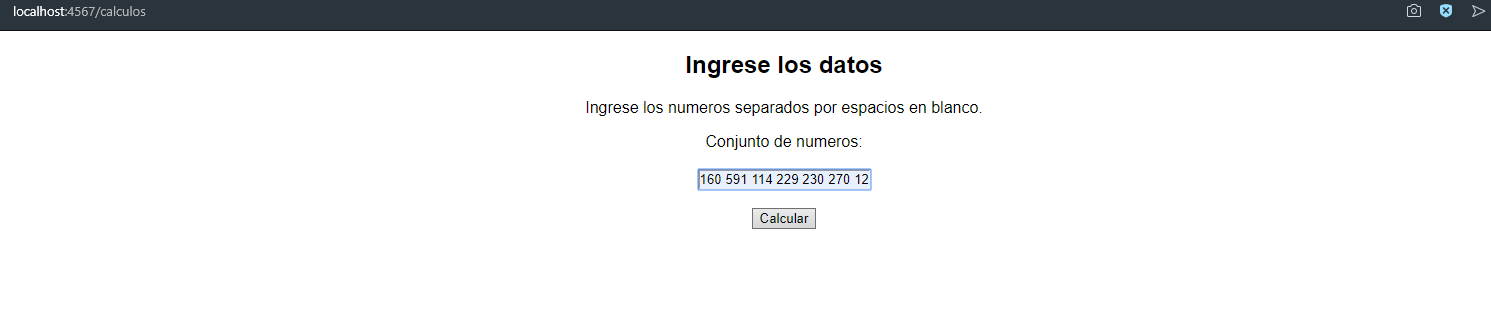 localhost:4567/calculos
Ingrese los datos
Ingrese los numeros separados por espacios en blanco.
Conjunto de numeros:
160 591 114 229 230 270 12
Calcular